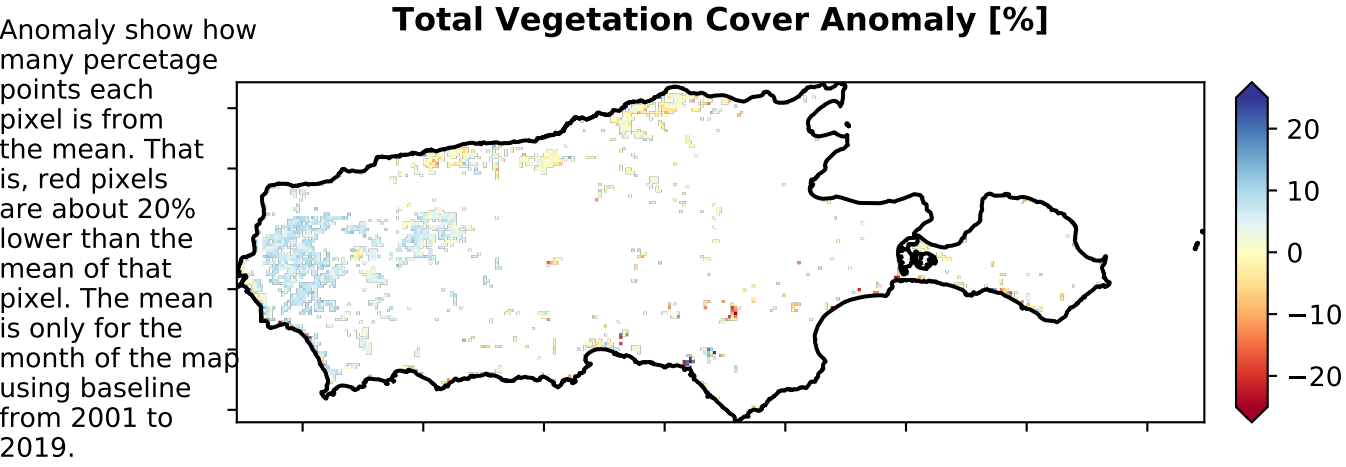 Total Vegetation Cover Anomaly [%]
Anomaly show how
many percetage
points each
pixel is from
the mean. That
is, red pixels
are about 20%
lower than the
mean of that
pixel. The mean
is only for the
month of the map
using baseline
from 2001 to
2019.
20
10
0
−10
−20